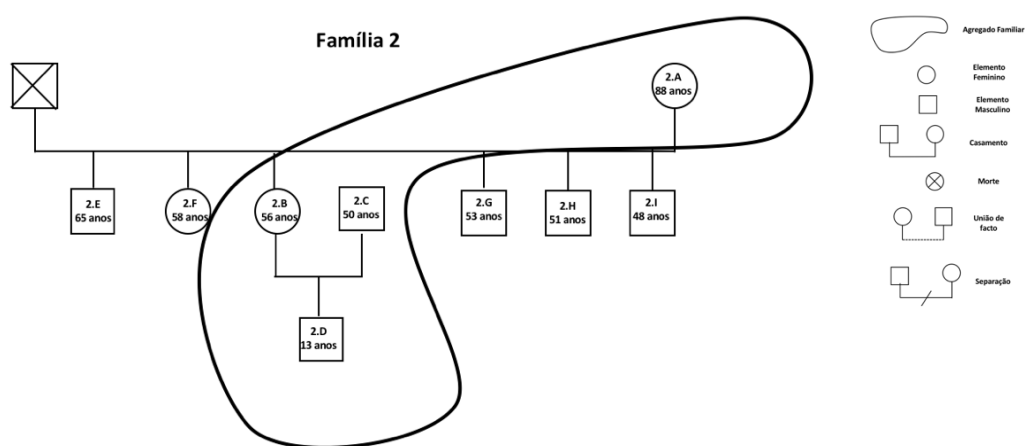 Família 2
2.A
88 anos
2.E
65 anos
2.F
58 anos
2.B
56 anos
2.C
50 anos
2.G
53 anos
2.H
51 anos
2.I
48 anos
2.D
13 anos
Agregado Familiar
Elemento
Feminino
Elemento
Masculino
Casamento
Morte
União de
facto
Separação